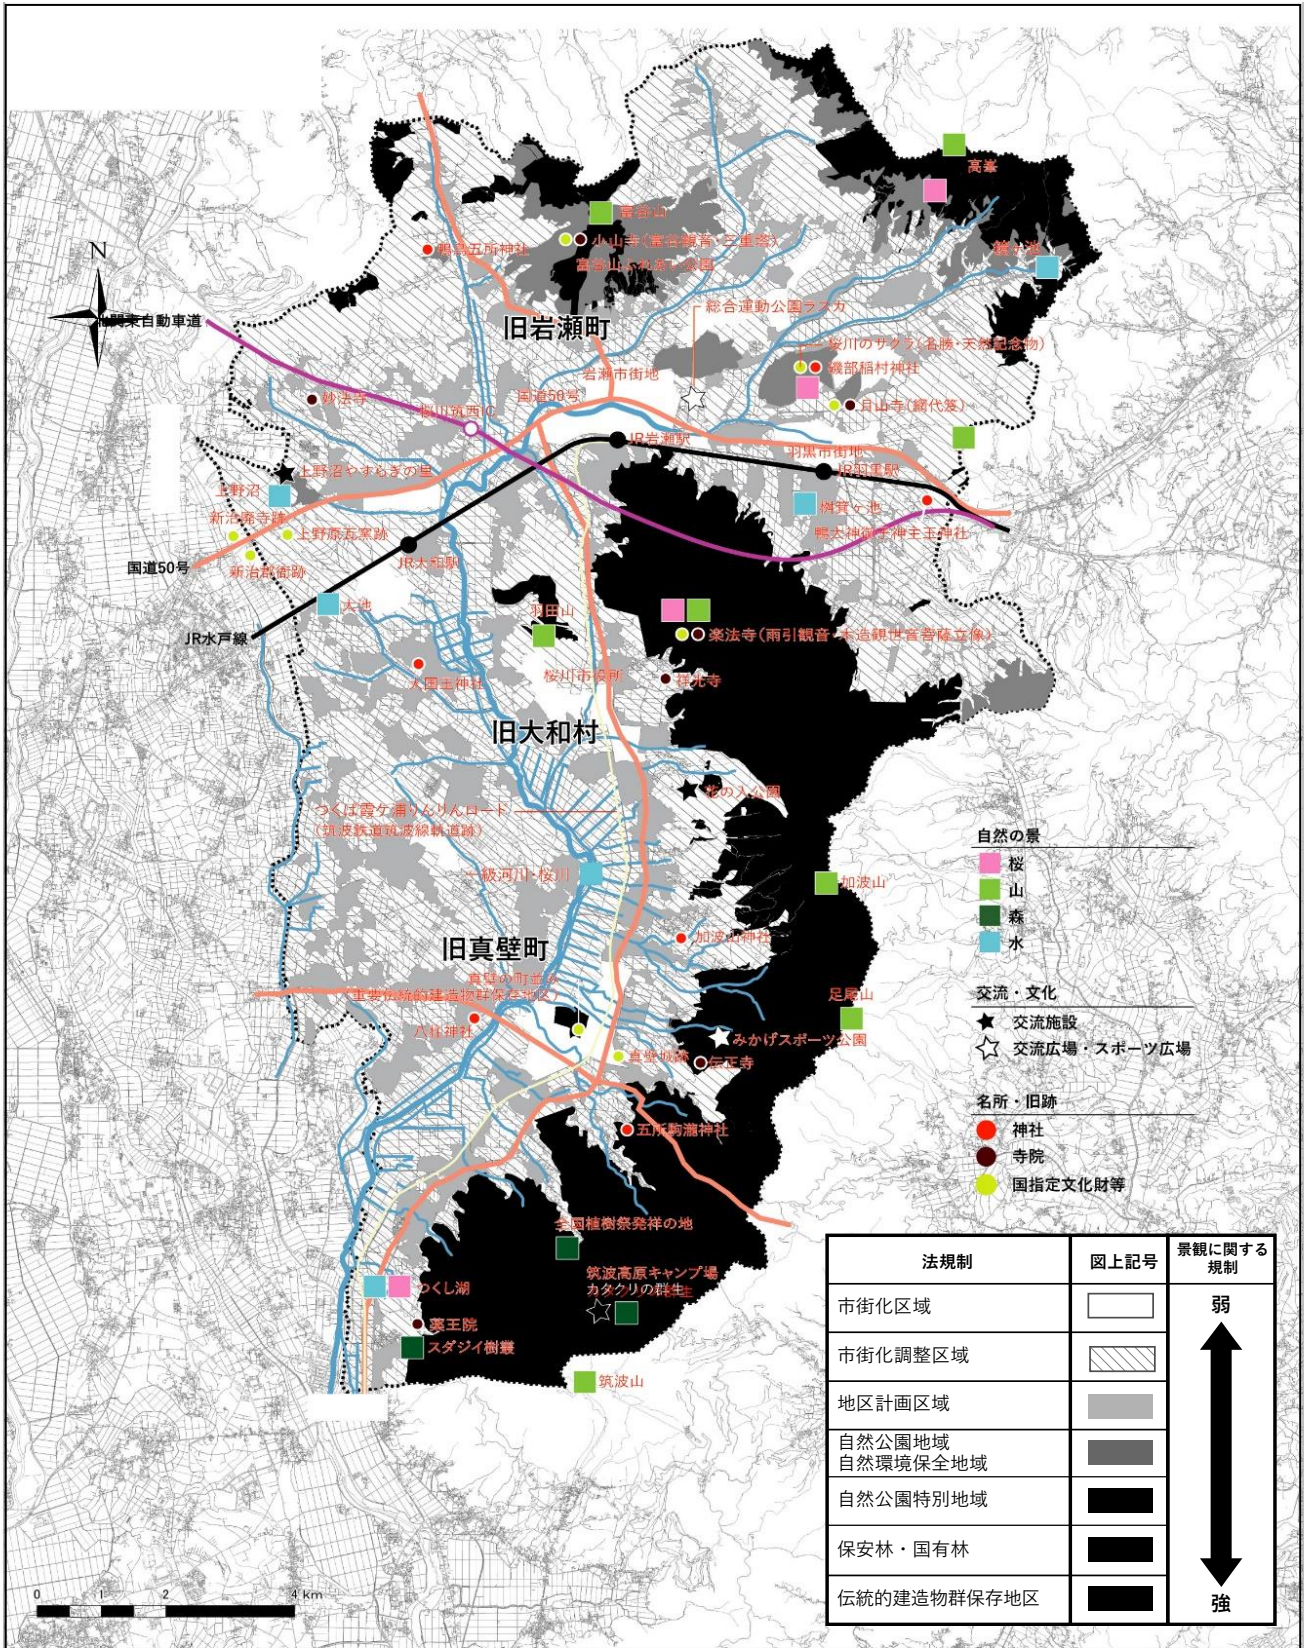 N
高峯
富谷山
小山寺(富谷観音・三重塔)
富谷山ふれあい公園
鴨鳥五所神社
鏡ヶ池
総合運動公園ラスカ
北関東自動車道
旧岩瀬町
桜川のサクラ(名勝・天然記念物)
磯部稲村神社
岩瀬市街地
国道50号
妙法寺
月山寺(網代笈)
桜川筑西IC
JR岩瀬駅
羽黒市街地
JR羽黒駅
上野沼やすらぎの里
上野沼
新治廃寺跡
上野原瓦窯跡
鴨大神御子神主玉神社
国道50号
新治郡衙跡
JR大和駅
大池
羽田山
JR水戸線
楽法寺(雨引観音・木造観世音菩薩立像)
大国玉神社
桜川市役所
祥光寺
旧大和村
花の入公園
つくば霞ケ浦りんりんロード
(筑波鉄道筑波線軌道跡)
一級河川・桜川
加波山
旧真壁町
加波山神社
真壁の町並み
重要伝統的建造物群保存地区)
足尾山
八柱神社
みかげスポーツ公園
真壁城跡
伝正寺
五所駒瀧神社
全国植樹祭発祥の地
筑波高原キャンプ場
カタクリの群生
つくし湖
薬王院
スダジイ樹叢
筑波山
自然の景
桜
山
森
水
交流・文化
交流施設
交流広場・スポーツ広場
名所・旧跡
神社
寺院
国指定文化財等
法規制
図上記号
景観に関する
規制
市街化区域
弱
市街化調整区域
地区計画区域
自然公園地域
自然環境保全地域
自然公園特別地域
保安林・国有林
伝統的建造物群保存地区
強
0 1 2 4 km